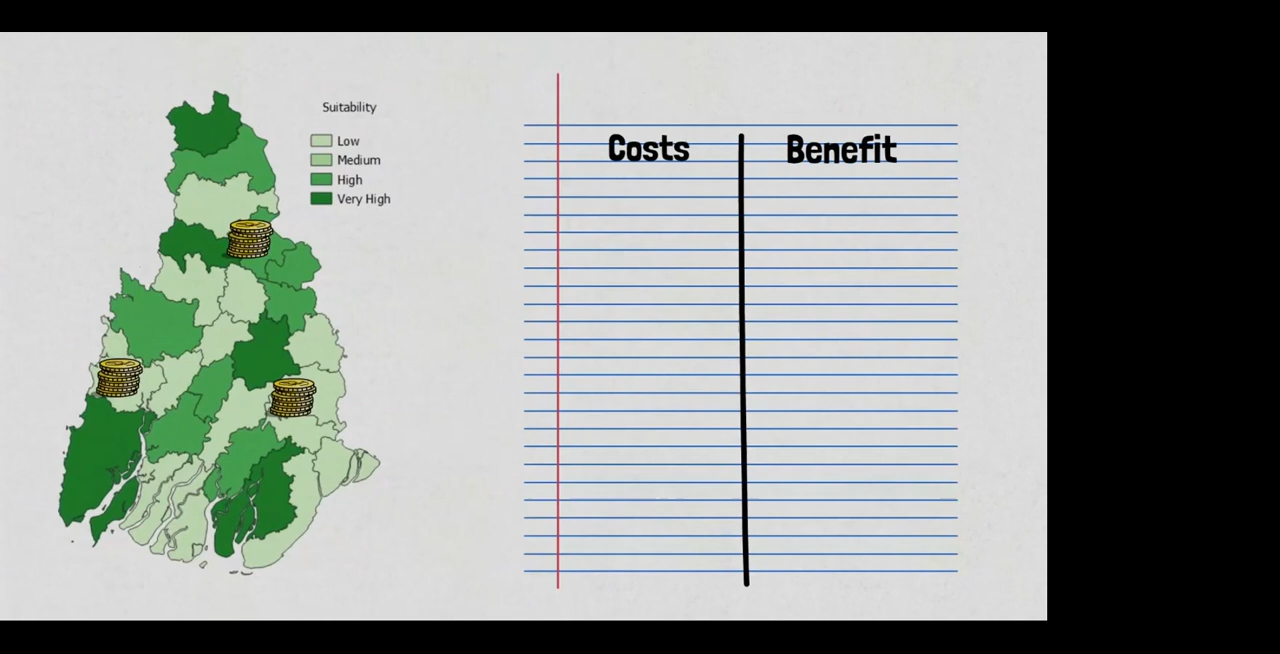 Suitability
Low
Medium
High
Very High
Costs
Benefit